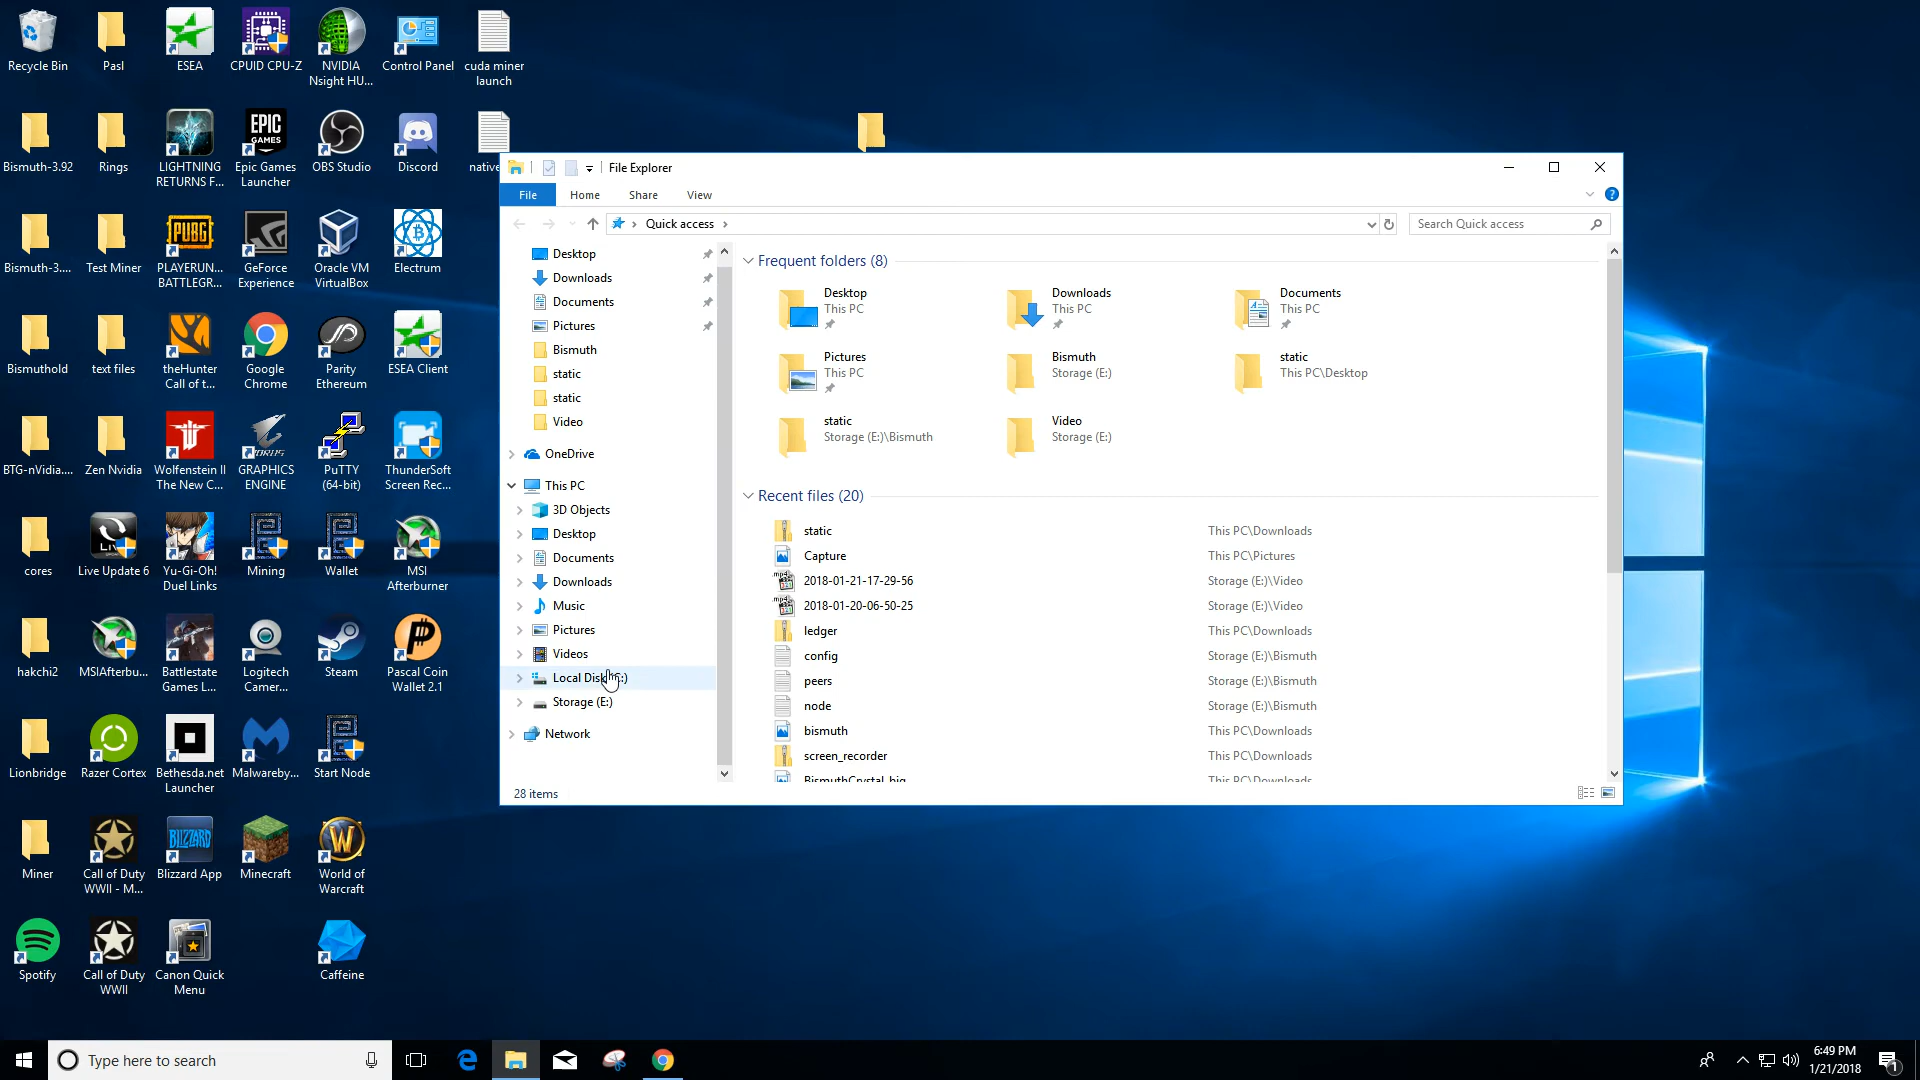 Recycle Bin
Pasl
ESEA
CPUID CPU-Z
NVIDIA
Nsight HU...
Control Panel
cuda miner
launch
Bismuth-3.92
Rings
LIGHTNING
RETURNS F...
EPIC
GAMES
Epic Games
Launcher
OBS Studio
Discord
native
Bismuth-3....
Test Miner
PUBG
PLAYERUN...
BATTLEGR...
GeForce
Experience
Oracle VM
VirtualBox
Electrum
Bismuthold
text files
theHunter
Call of t...
Google
Chrome
Parity
Ethereum
ESEA Client
BTG-nVidia....
Zen Nvidia
Wolfenstein II
The New C...
GRAPHICS
ENGINE
PuTTY
(64-bit)
ThunderSoft
Screen Rec...
cores
Live Update 6
Yu-Gi-Oh!
Duel Links
Mining
Wallet
MSI
Afterburner
hakchi2
MSIAfterbu...
Battlestate
Games L...
Logitech
Camer...
Steam
Pascal Coin
Wallet 2.1
Lionbridge
Razer Cortex
Bethesda.net
Launcher
Malwareby...
Start Node
Miner
Call of Duty
WWII - M...
BLIZZARD
Blizzard App
Minecraft
World of
Warcraft
Spotify
Call of Duty
WWII
Canon Quick
Menu
Caffeine
File Explorer
File
Home
Share
View
Quick access
Search Quick access
Desktop
Downloads
Documents
Pictures
Bismuth
static
static
Video
OneDrive
This PC
3D Objects
Desktop
Documents
Downloads
Music
Pictures
Videos
Local Disk :)
Storage (E:)
Network
Frequent folders (8)
Desktop
This PC
Downloads
This PC
Documents
This PC
Pictures
This PC
Bismuth
Storage (E:)
static
This PC\Desktop
static
Storage (E:)\Bismuth
Video
Storage (E:)
Recent files (20)
static This PC\Downloads
Capture This PC\Pictures
2018-01-21-17-29-56 Storage (E:)\Video
2018-01-20-06-50-25 Storage (E:)\Video
ledger This PC\Downloads
config Storage (E:)\Bismuth
peers Storage (E:)\Bismuth
node Storage (E:)\Bismuth
bismuth This PC\Downloads
screen_recorder This PC\Downloads
BismuthCrystal_big This PC\Downloads
28 items
Type here to search
6:49 PM
1/21/2018
1